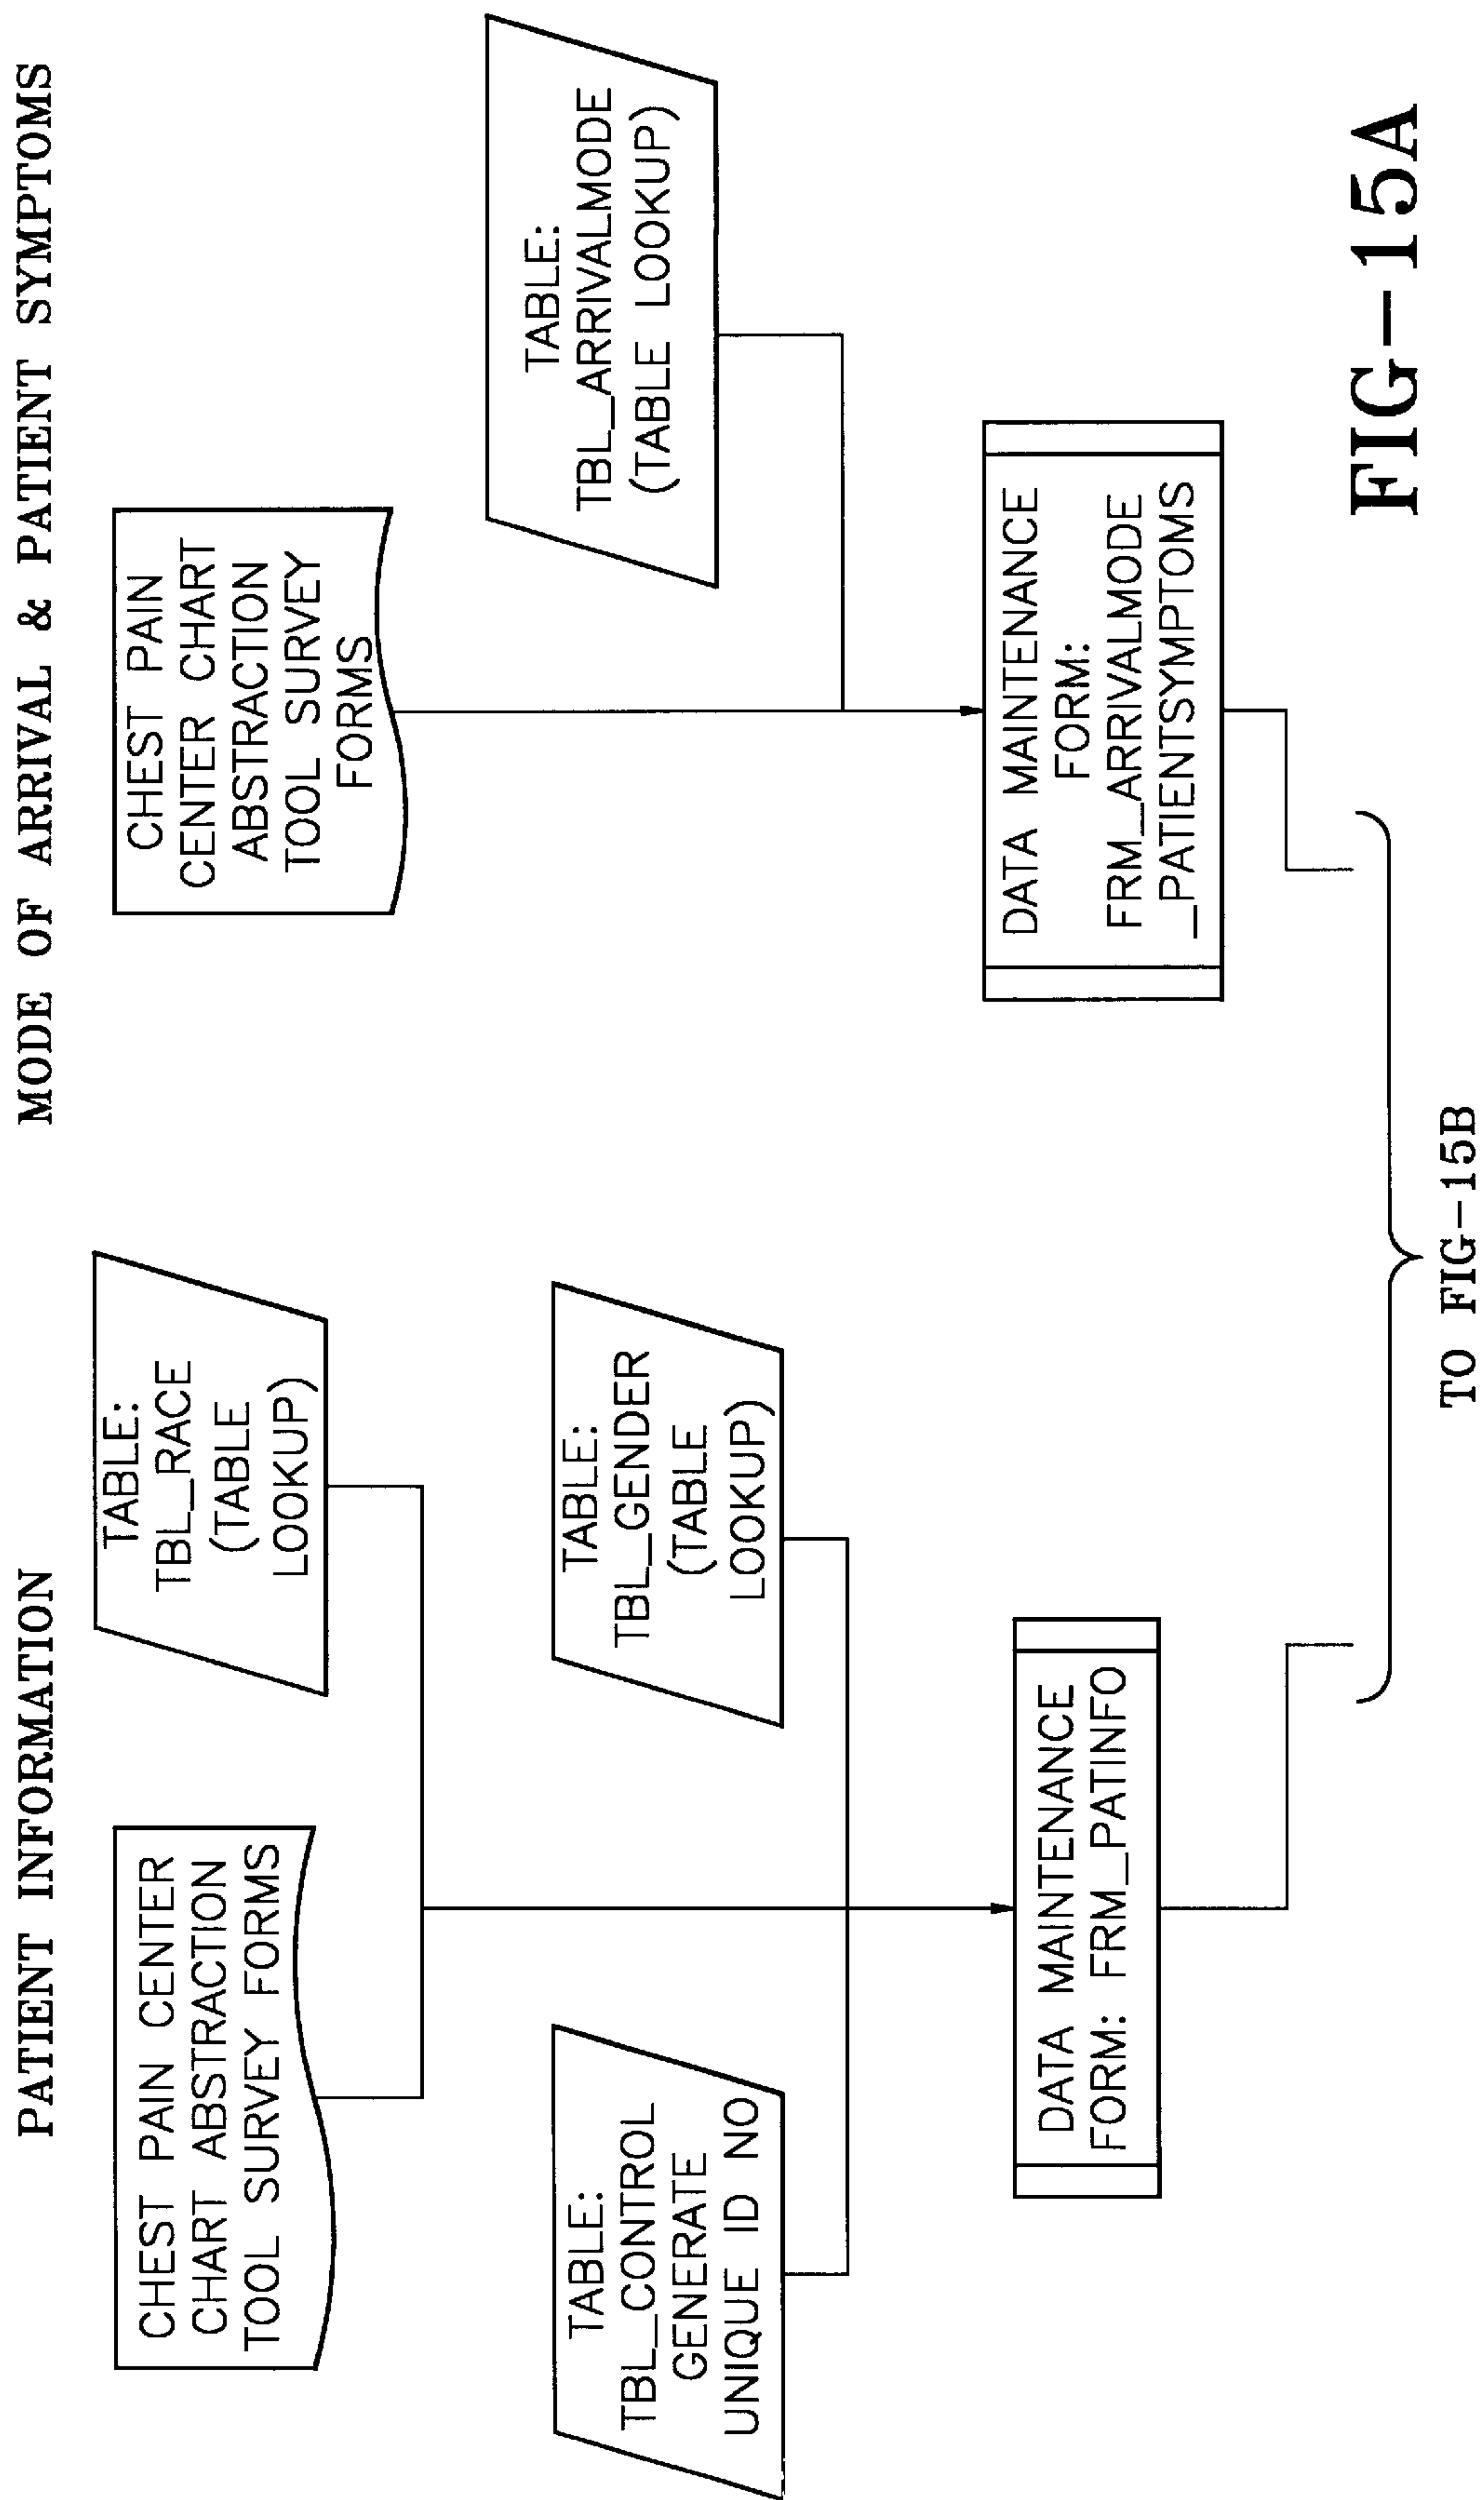 PATIENT INFORMATION
CHEST PAIN CENTER
CHART ABSTRACTION
TOOL SURVEY FORMS
TABLE:
TBL_RACE
(TABLE
LOOKUP)
TABLE:
TBL_CONTROL
GENERATE
UNIQUE ID NO
TABLE:
TBL_GENDER
(TABLE
LOOKUP)
DATA MAINTENANCE
FORM: FRM_PATINFO
MODE OF ARRIVAL & PATIENT SYMPTOMS
CHEST PAIN
CENTER CHART
ABSTRACTION
TOOL SURVEY
FORMS
TABLE:
TBL_ARRIVALMODE
(TABLE LOOKUP)
DATA MAINTENANCE
FORM:
FRM_ARRIVALMODE
_PATIENTSYMPTOMS
TO FIG-15B
FIG-15A